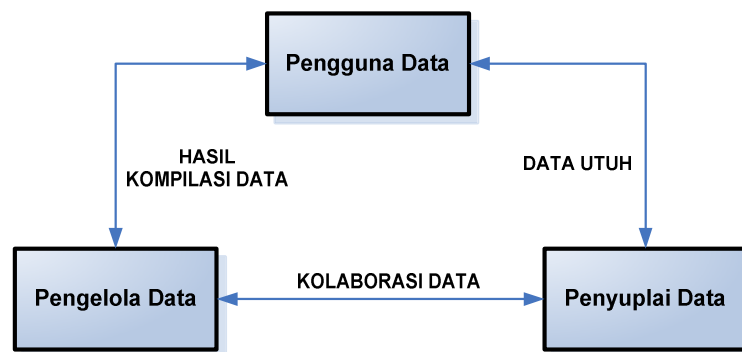 Pengguna Data
HASIL
KOMPILASI DATA
DATA UTUH
Pengelola Data
KOLABORASI DATA
Penyuplai Data